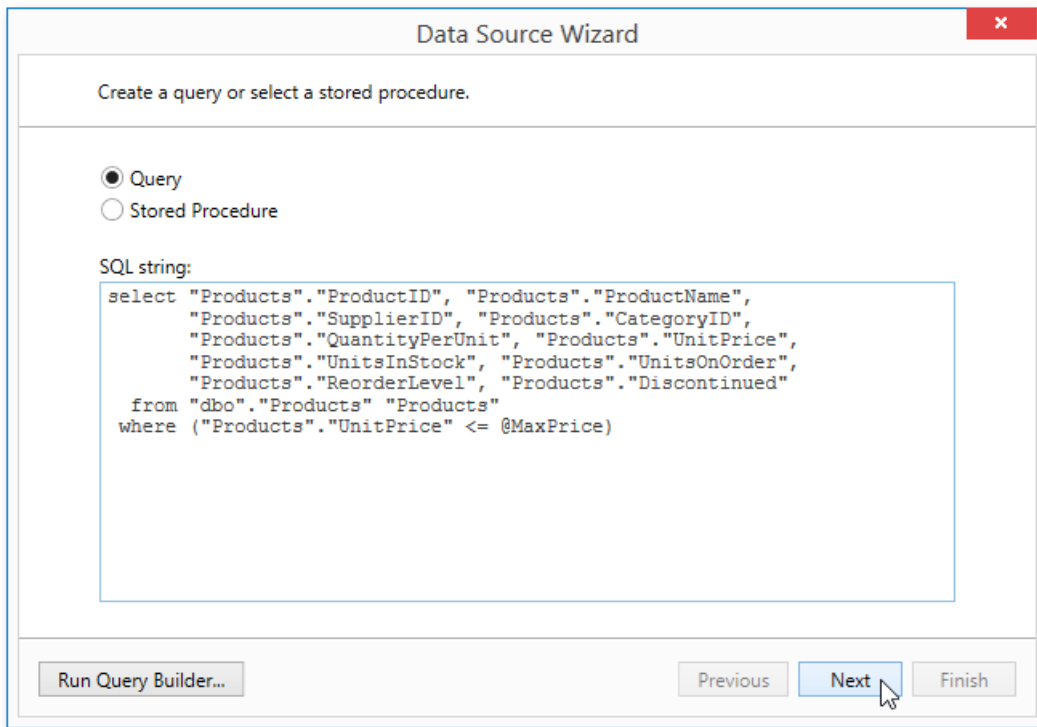 Data Source Wizard
Create a query or select a stored procedure.
Query
Stored Procedure
SQL string:
select "Products"."ProductID", "Products"."ProductName",
"Products"."SupplierID", "Products"."CategoryID",
"Products"."QuantityPerUnit", "Products"."UnitPrice",
"Products"."UnitsInStock", "Products"."UnitsOnOrder",
"Products"."ReorderLevel", "Products"."Discontinued"
from "dbo"."Products" "Products"
where ("Products"."UnitPrice" <= @MaxPrice)
Run Query Builder... Previous Next Finish